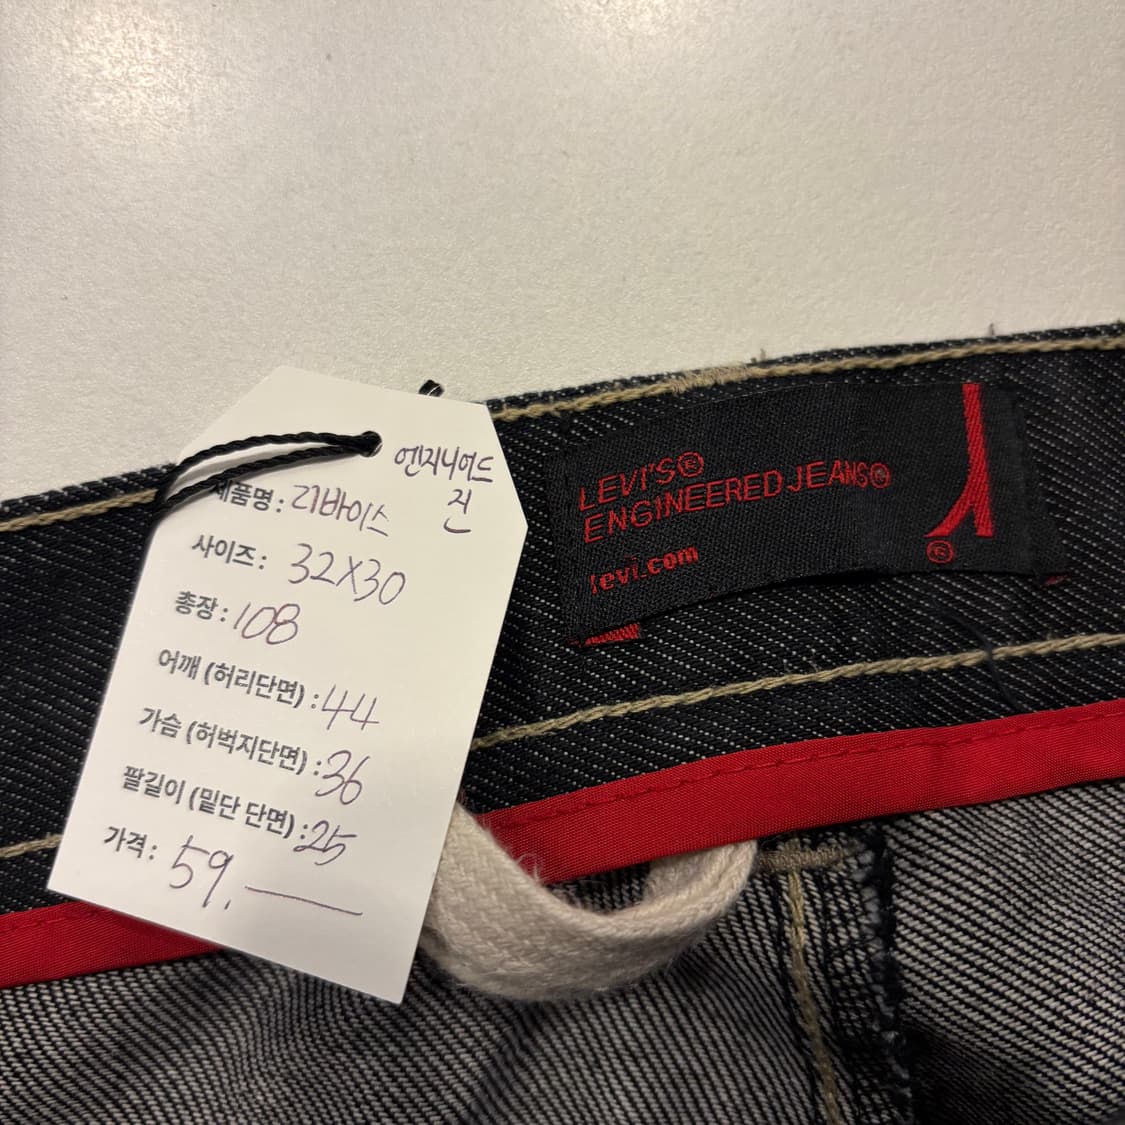 엔지니어드
진
제품명: 리바이스
사이즈: 32X30
총장: 108
어깨 (허리단면) : 44
가슴 (허벅지단면) : 36
팔길이 (밑단 단면) : 25
가격: 59.―
LEVI'S®
ENGINEERED JEANS®
levi.com
®